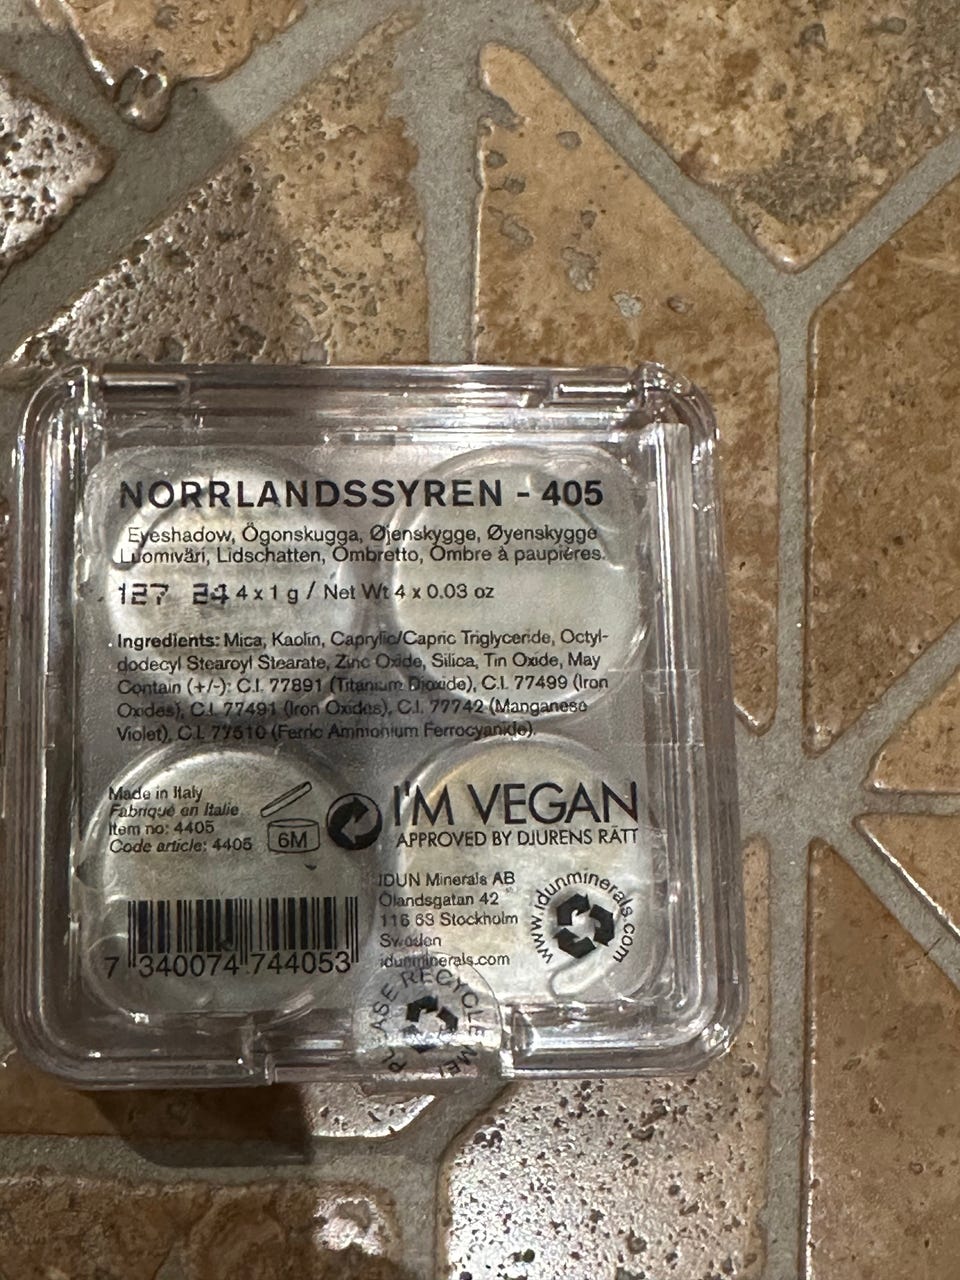 NORRLANDSSYREN - 405
Eyeshadow, Ögonskugga, Øjenskygge, Øyenskygge
Luomiväri, Lidschatten, Ombretto, Ombre à paupiéres.
127 24 4 x 1 g / Net Wt 4 x 0.03 oz
Ingredients: Mica, Kaolin, Caprylic/Capric Triglyceride, Octyl-
dodecyl Stearoyl Stearate, Zinc Oxide, Silica, Tin Oxide, May
Contain (+/-): C.I. 77891 (Titanium Dioxide), C.I. 77499 (Iron
Oxides), C.I. 77491 (Iron Oxides), C.I. 77742 (Manganese
Violet), C.I. 77510 (Ferric Ammonium Ferrocyanide).
Made in Italy
Fabriqué en Italie
Item no: 4405
Code article: 4405
6M
I'M VEGAN
APPROVED BY DJURENS RÄTT
IDUN Minerals AB
Ölandsgatan 42
116 63 Stockholm
Sweden
idunminerals.com
www.idunminerals.com
7 340074 744053
PLEASE RECYCLE ME!